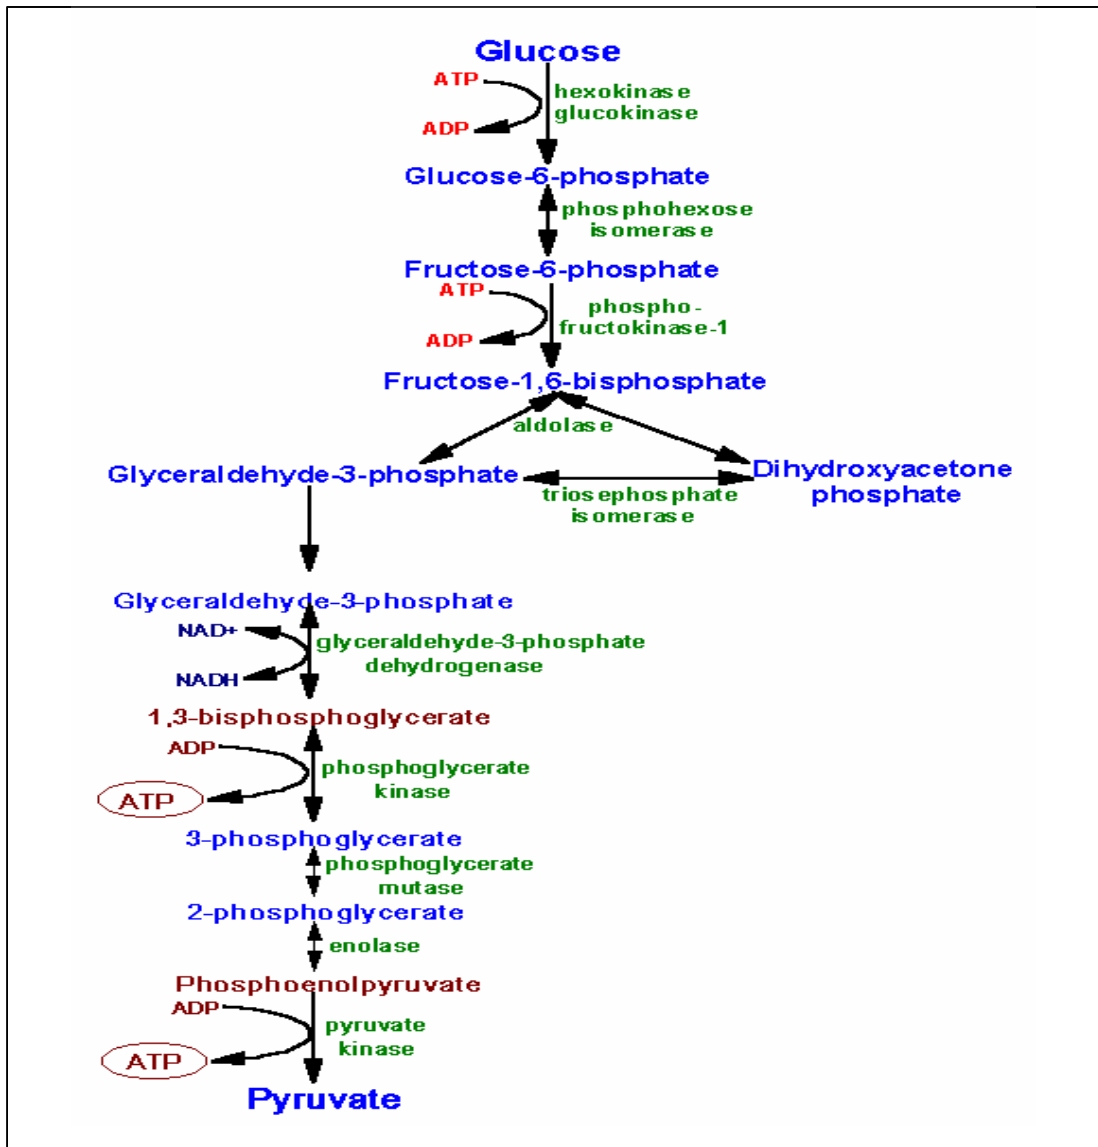 Glucose
ATP
hexokinase
glucokinase
ADP
Glucose-6-phosphate
phosphohexose
isomerase
Fructose-6-phosphate
ATP
phospho-
fructokinase-1
ADP
Fructose-1,6-bisphosphate
aldolase
Glyceraldehyde-3-phosphate
Dihydroxyacetone
phosphate
triosephosphate
isomerase
Glyceraldehyde-3-phosphate
NAD+
glyceraldehyde-3-phosphate
dehydrogenase
NADH
1,3-bisphosphoglycerate
ADP
phosphoglycerate
kinase
ATP
3-phosphoglycerate
phosphoglycerate
mutase
2-phosphoglycerate
enolase
Phosphoenolpyruvate
ADP
pyruvate
kinase
ATP
Pyruvate